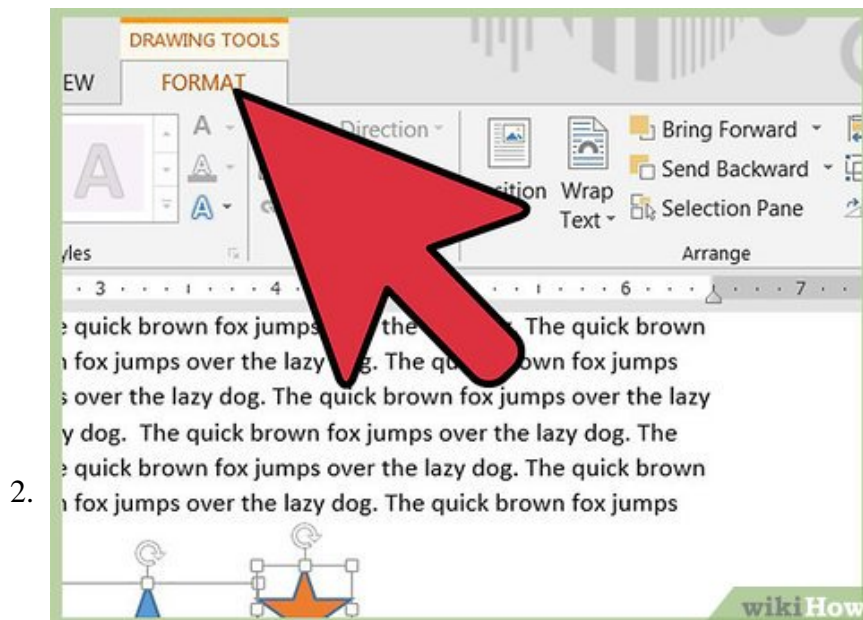 DRAWING TOOLS
EW FORMAT
A Direction
A A Wrap Bring Forward
A Text Send Backward
Selection Pane
Arrange
3 4 6 7
quick brown fox jumps the The quick brown
fox jumps over the lazy The own fox jumps
s over the lazy dog. The quick brown fox jumps over the lazy
y dog. The quick brown fox jumps over the lazy dog. The
e quick brown fox jumps over the lazy dog. The quick brown
2.
fox jumps over the lazy dog. The quick brown fox jumps
wikiHow